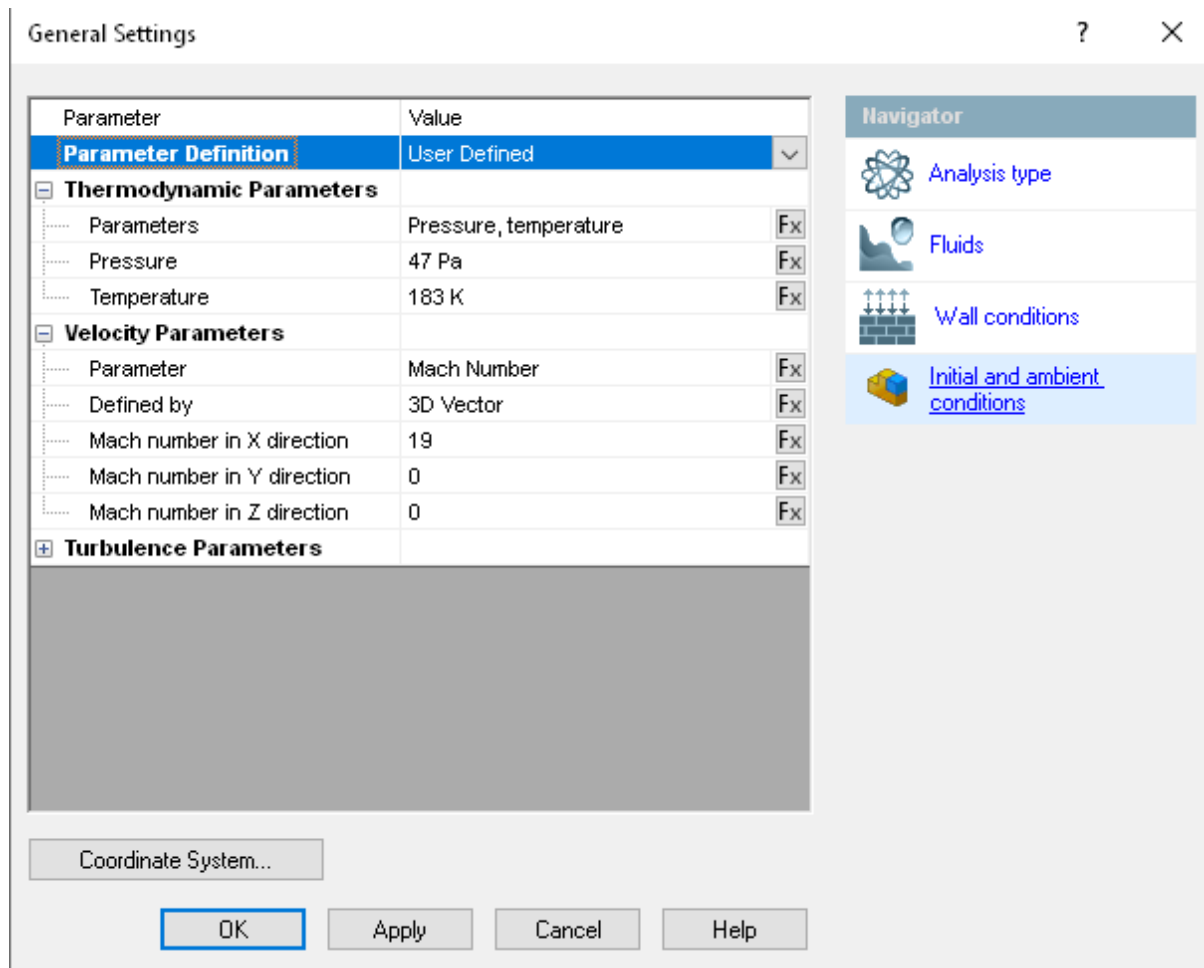 General Settings
?
Parameter Value
Parameter Definition User Defined
Thermodynamic Parameters
Parameters Pressure, temperature Fx
Pressure 47 Pa Fx
Temperature 183 K Fx
Velocity Parameters
Parameter Mach Number Fx
Defined by 3D Vector Fx
Mach number in X direction 19 Fx
Mach number in Y direction 0 Fx
Mach number in Z direction 0 Fx
Turbulence Parameters
Navigator
Analysis type
Fluids
Wall conditions
Initial and ambient
conditions
Coordinate System...
OK Apply Cancel Help